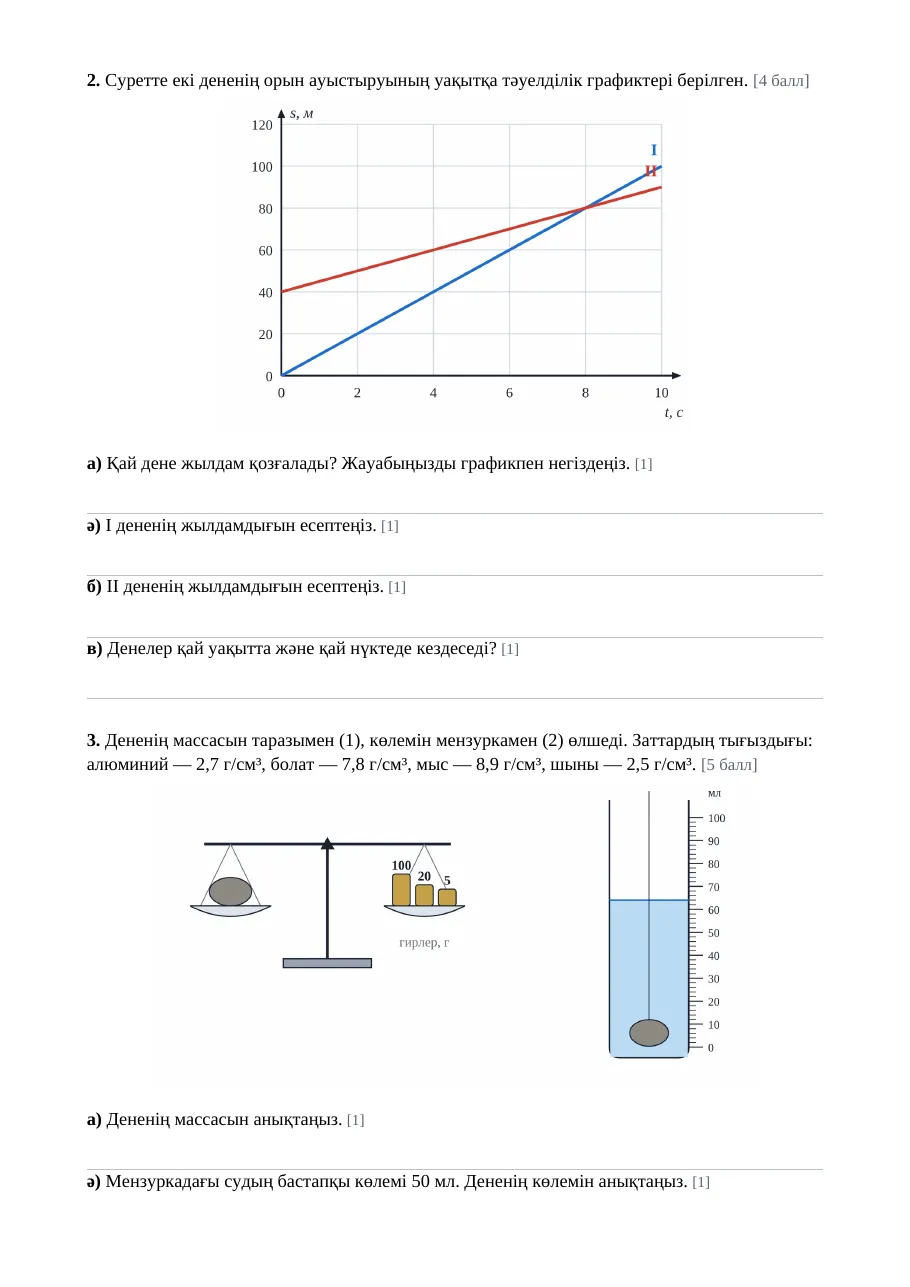 2. Суретте екі дененің орын ауыстыруының уақытқа тәуелділік графиктері берілген. [4 балл]
s, м
120
100
80
60
40
20
0
I
II
0 2 4 6 8 10
t, с
а) Қай дене жылдам қозғалады? Жауабыңызды графикпен негіздеңіз. [1]
ә) I дененің жылдамдығын есептеңіз. [1]
б) II дененің жылдамдығын есептеңіз. [1]
в) Денелер қай уақытта және қай нүктеде кездеседі? [1]
3. Дененің массасын таразымен (1), көлемін мензуркамен (2) өлшеді. Заттардың тығыздығы:
алюминий — 2,7 г/см³, болат — 7,8 г/см³, мыс — 8,9 г/см³, шыны — 2,5 г/см³. [5 балл]
100 20 5
гирлер, г
мл
100
90
80
70
60
50
40
30
20
10
0
а) Дененің массасын анықтаңыз. [1]
ә) Мензуркадағы судың бастапқы көлемі 50 мл. Дененің көлемін анықтаңыз. [1]